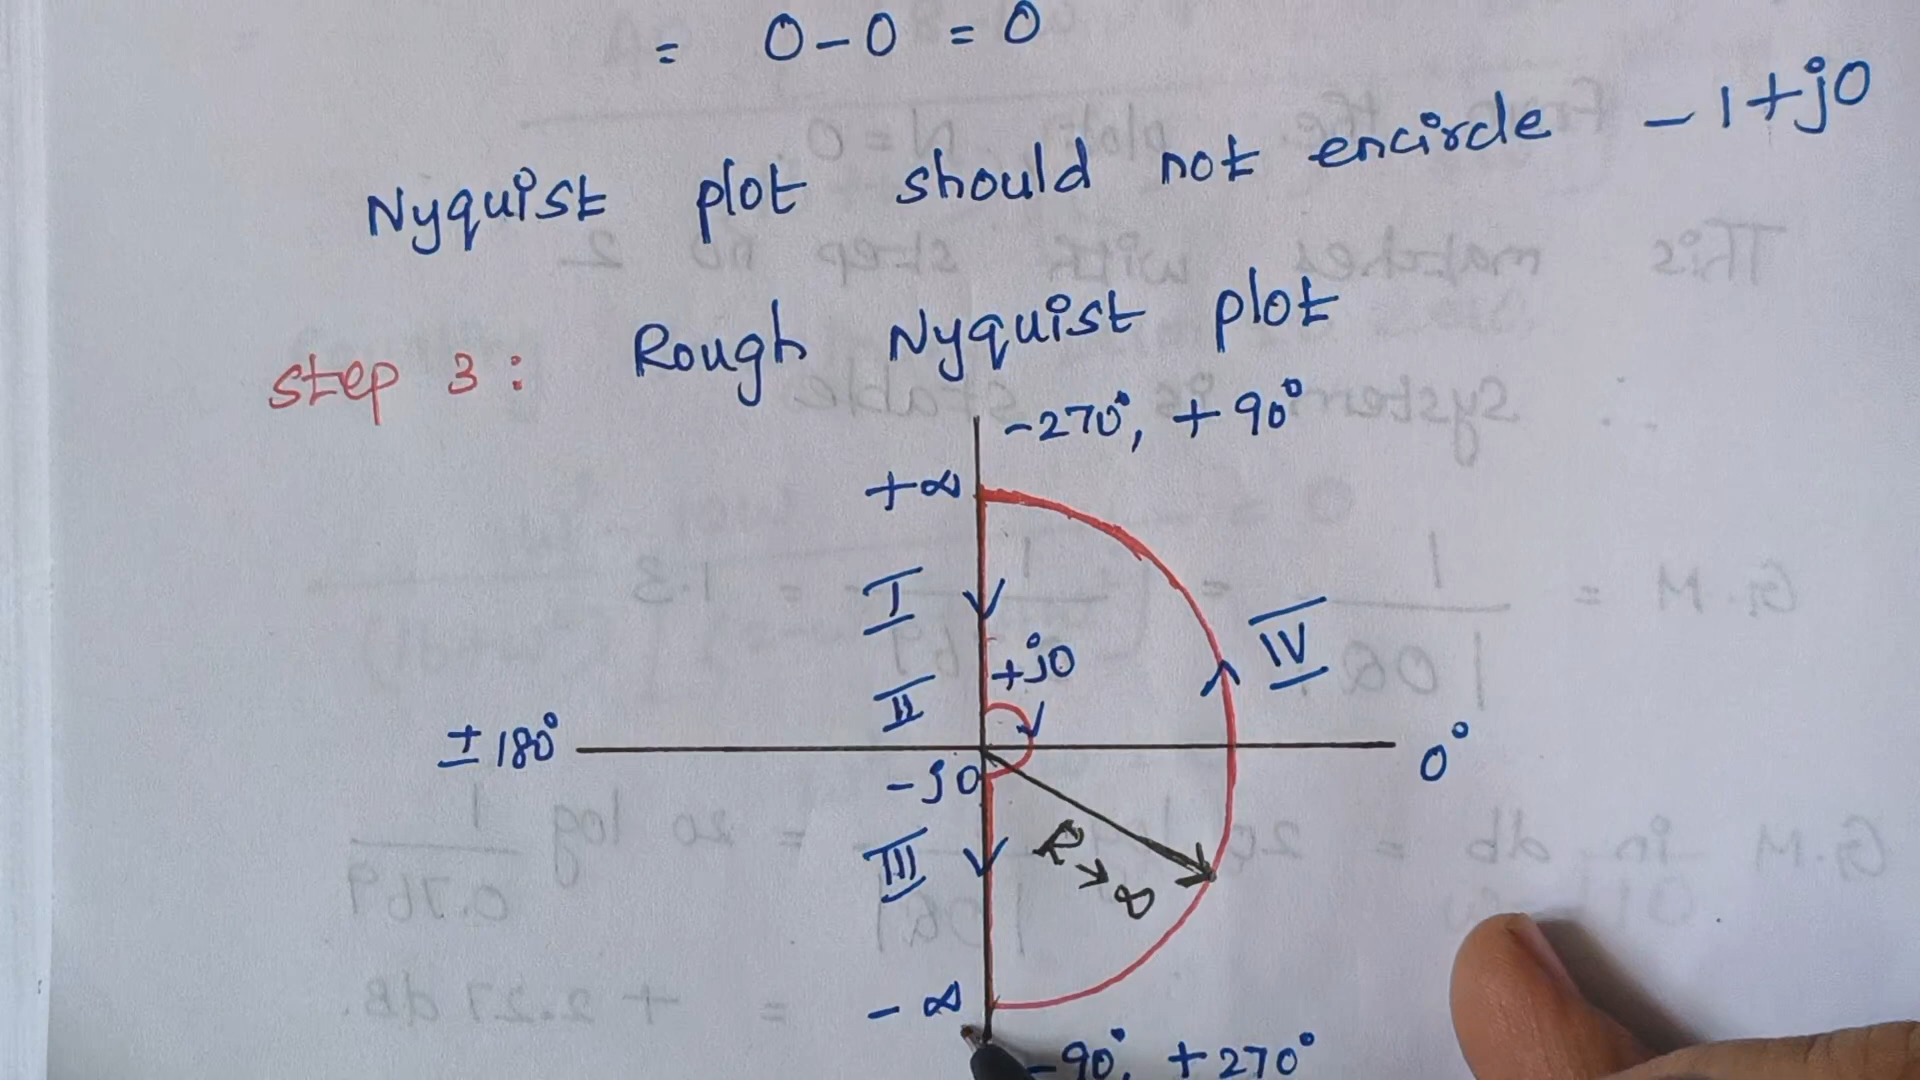 = 0 - 0 = 0
Nyquist plot should not encircle -1+j0
step 3: Rough Nyquist plot
-270°, +90°
+∞
I
+j0
IV
II
±180°
0°
-j0
III
R→∞
-∞
-90°, +270°